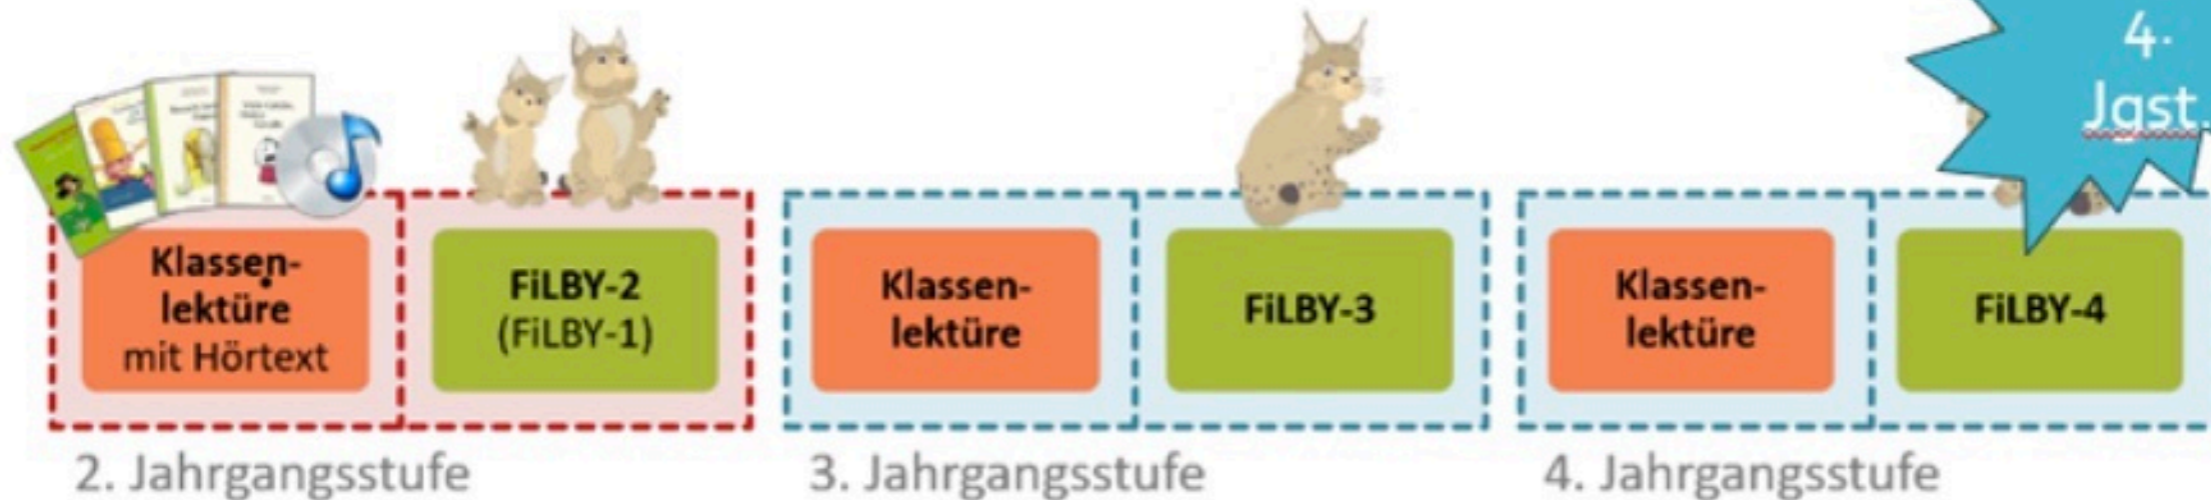 4.
Jgst.
Klassen-
lektüre
mit Hörtext
FiLBY-2
(FiLBY-1)
Klassen-
lektüre
FiLBY-3
Klassen-
lektüre
FiLBY-4
2. Jahrgangsstufe
3. Jahrgangsstufe
4. Jahrgangsstufe